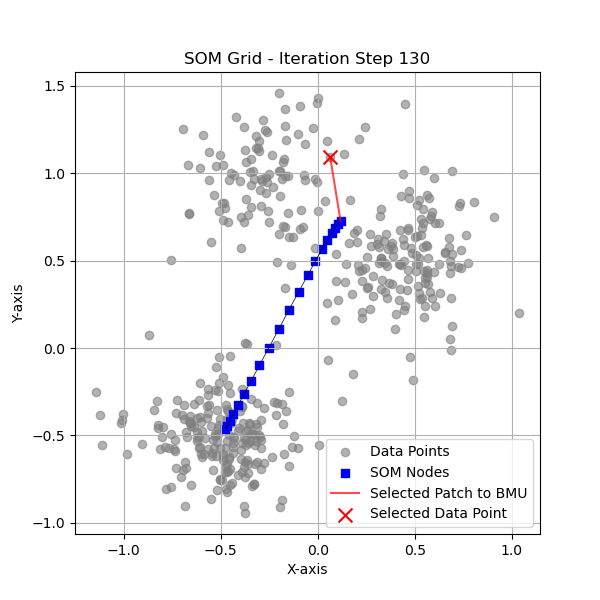 SOM Grid - Iteration Step 130
1.5
1.0
0.5
0.0
−0.5
−1.0
Y-axis
−1.0
−0.5
0.0
0.5
1.0
X-axis
Data Points
SOM Nodes
Selected Patch to BMU
Selected Data Point